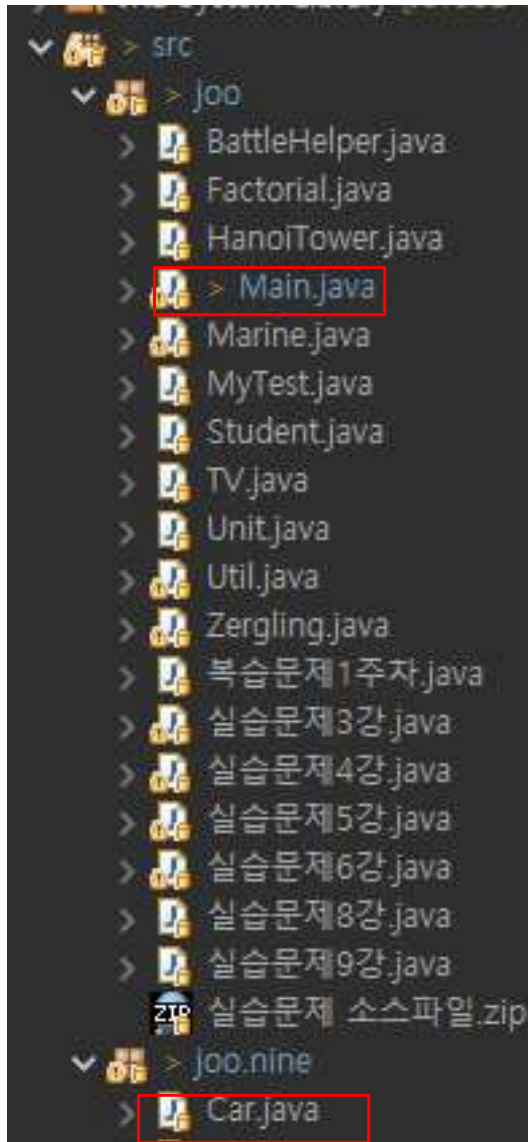 > src
> joo
BattleHelper.java
Factorial.java
HanoiTower.java
> Main.java
Marine.java
MyTest.java
Student.java
TV.java
Unit.java
Util.java
Zergling.java
복습문제1주차.java
실습문제3강.java
실습문제4강.java
실습문제5강.java
실습문제6강.java
실습문제8강.java
실습문제9강.java
실습문제 소스파일.zip
> joo.nine
Car.java